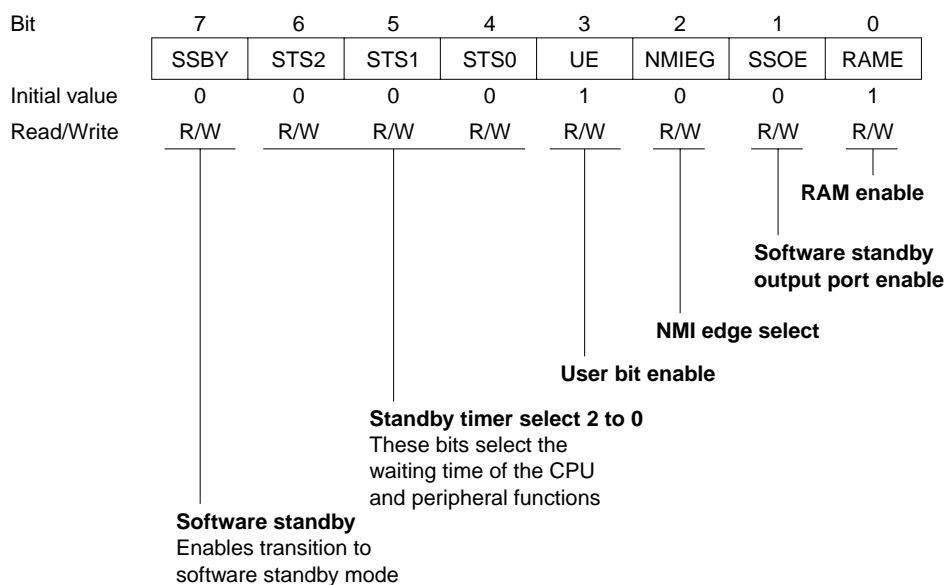 Bit 7 6 5 4 3 2 1 0
SSBY STS2 STS1 STS0 UE NMIEG SSOE RAME
Initial value 0 0 0 0 1 0 0 1
Read/Write R/W R/W R/W R/W R/W R/W R/W R/W
RAM enable
Software standby
output port enable
NMI edge select
User bit enable
Standby timer select 2 to 0
These bits select the
waiting time of the CPU
and peripheral functions
Software standby
Enables transition to
software standby mode